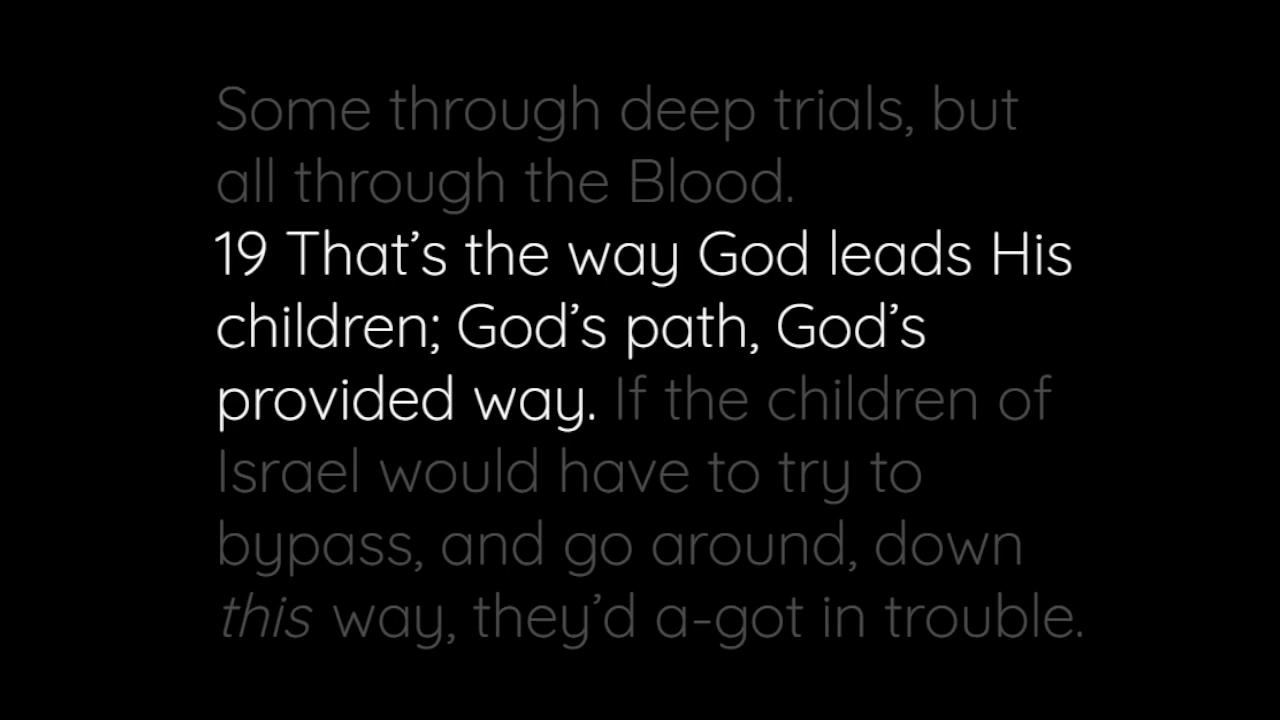 Some through deep trials, but
all through the Blood.
19 That’s the way God leads His
children; God’s path, God’s
provided way. If the children of
Israel would have to try to
bypass, and go around, down
this way, they’d a-got in trouble.